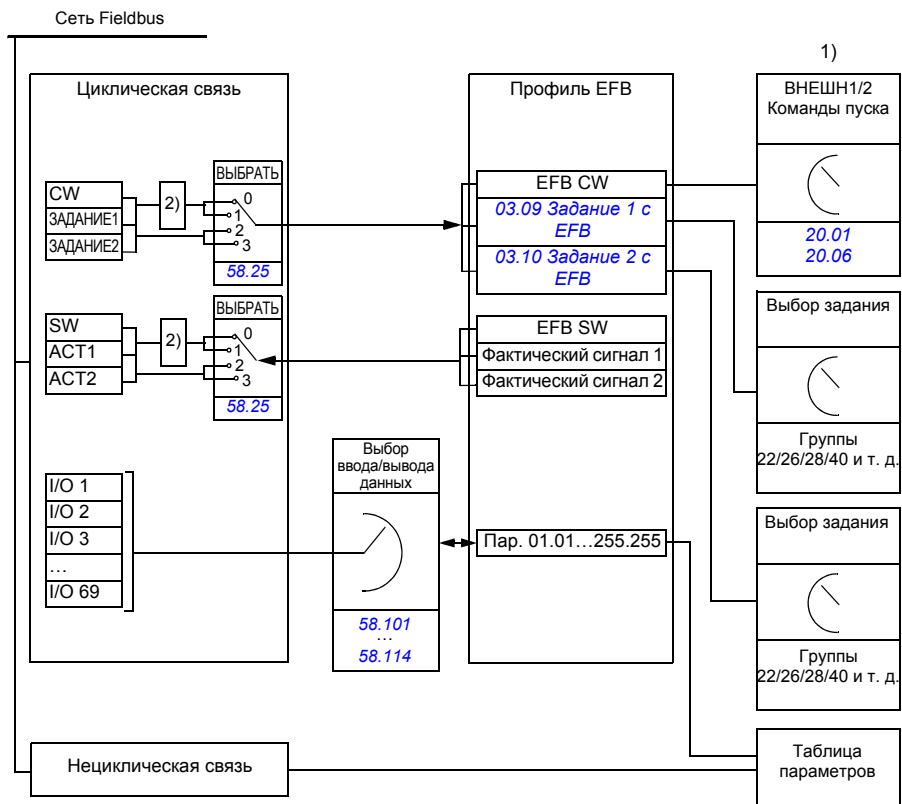 Сеть Fieldbus
1)
Циклическая связь
Профиль EFB
ВНЕШН1/2
Команды пуска
CW
ЗАДАНИЕ1
ЗАДАНИЕ2
2)
ВЫБРАТЬ
0
1
2
3
58.25
EFB CW
03.09 Задание 1 с
EFB
03.10 Задание 2 с
EFB
20.01
20.06
SW
ACT1
ACT2
2)
ВЫБРАТЬ
0
1
2
3
58.25
EFB SW
Фактический сигнал 1
Фактический сигнал 2
Выбор задания
Группы
22/26/28/40 и т. д.
I/O 1
I/O 2
I/O 3
…
I/O 69
Выбор
ввода/вывода
данных
58.101
…
58.114
Пар. 01.01…255.255
Выбор задания
Группы
22/26/28/40 и т. д.
Нециклическая связь
Таблица
параметров